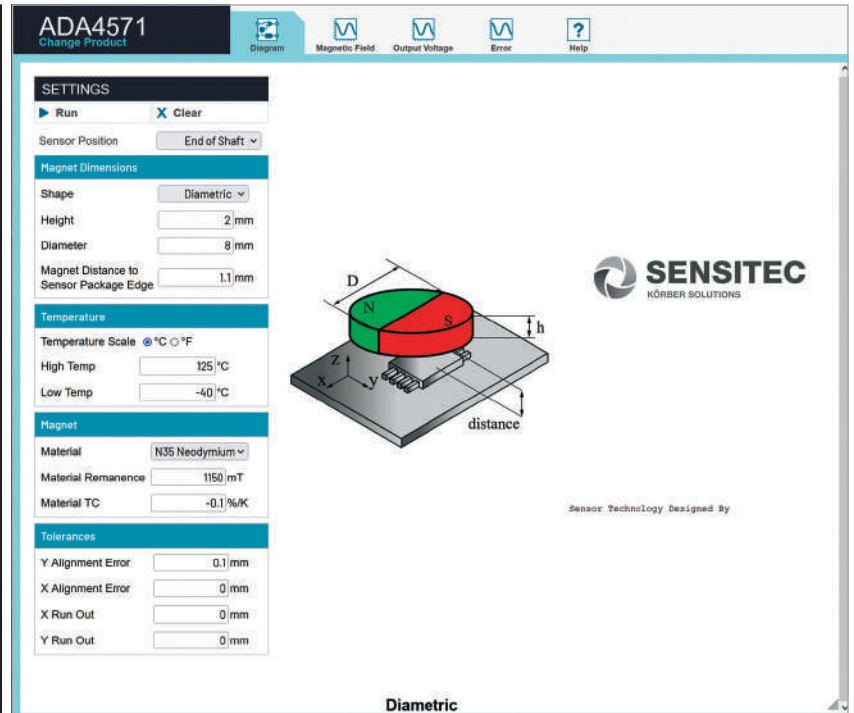 ADA4571
Change Product
Diagram
Magnetic Field
Output Voltage
Error
?
Help
SETTINGS
Run
X Clear
Sensor Position
End of Shaft
Magnet Dimensions
Shape
Diametric
Height
2 mm
Diameter
8 mm
Magnet Distance to
Sensor Package Edge
1.1 mm
Temperature
Temperature Scale °C °F
High Temp
125 °C
Low Temp
-40 °C
Magnet
Material
N35 Neodymium
Material Remanence
1150 mT
Material TC
-0.1 %/K
Tolerances
Y Alignment Error
0.1 mm
X Alignment Error
0 mm
X Run Out
0 mm
Y Run Out
0 mm
D
N
S
h
z
x
y
distance
SENSITEC
KÖRBER SOLUTIONS
Sensor Technology Designed By
Diametric